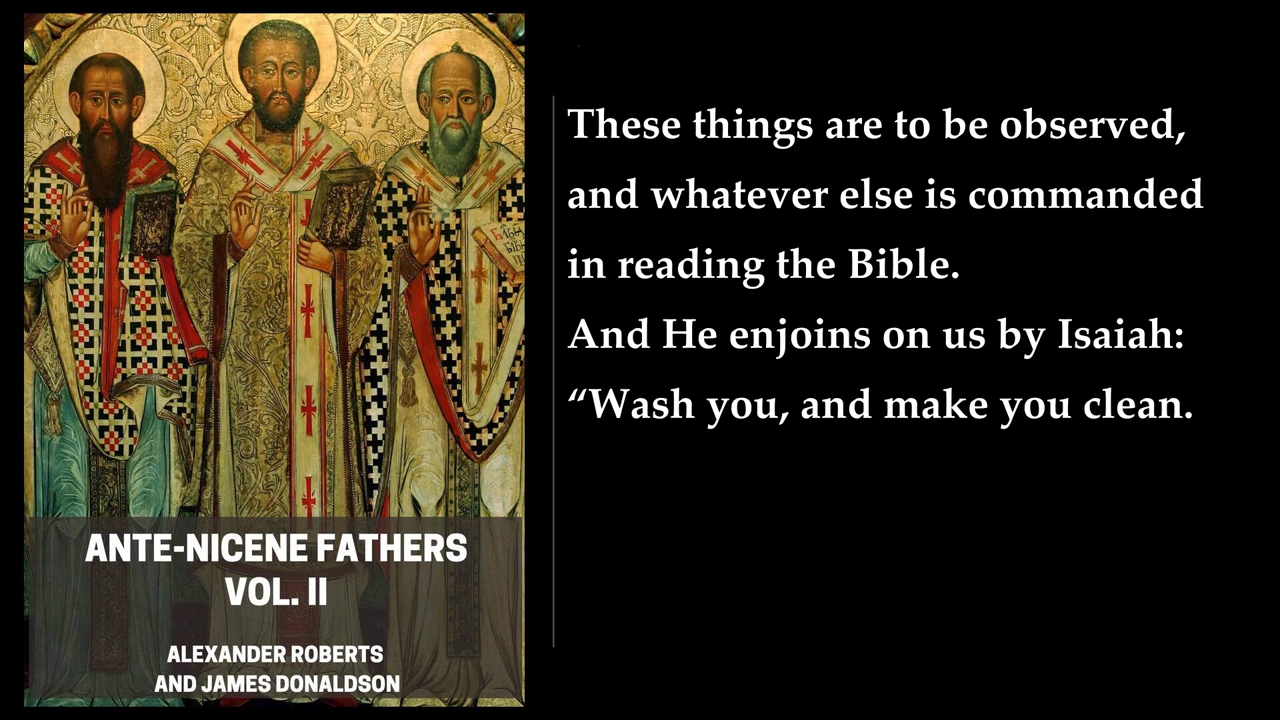 ANTE-NICENE FATHERS
VOL. II
ALEXANDER ROBERTS
AND JAMES DONALDSON
These things are to be observed,
and whatever else is commanded
in reading the Bible.
And He enjoins on us by Isaiah:
“Wash you, and make you clean.